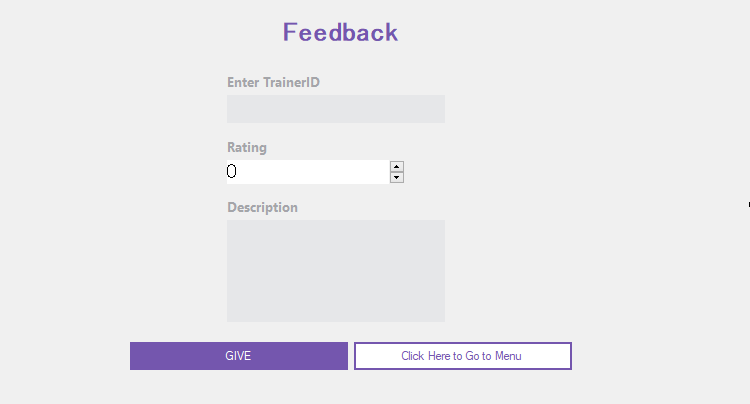 Feedback
Enter TrainerID
Rating
0
Description
GIVE
Click Here to Go to Menu